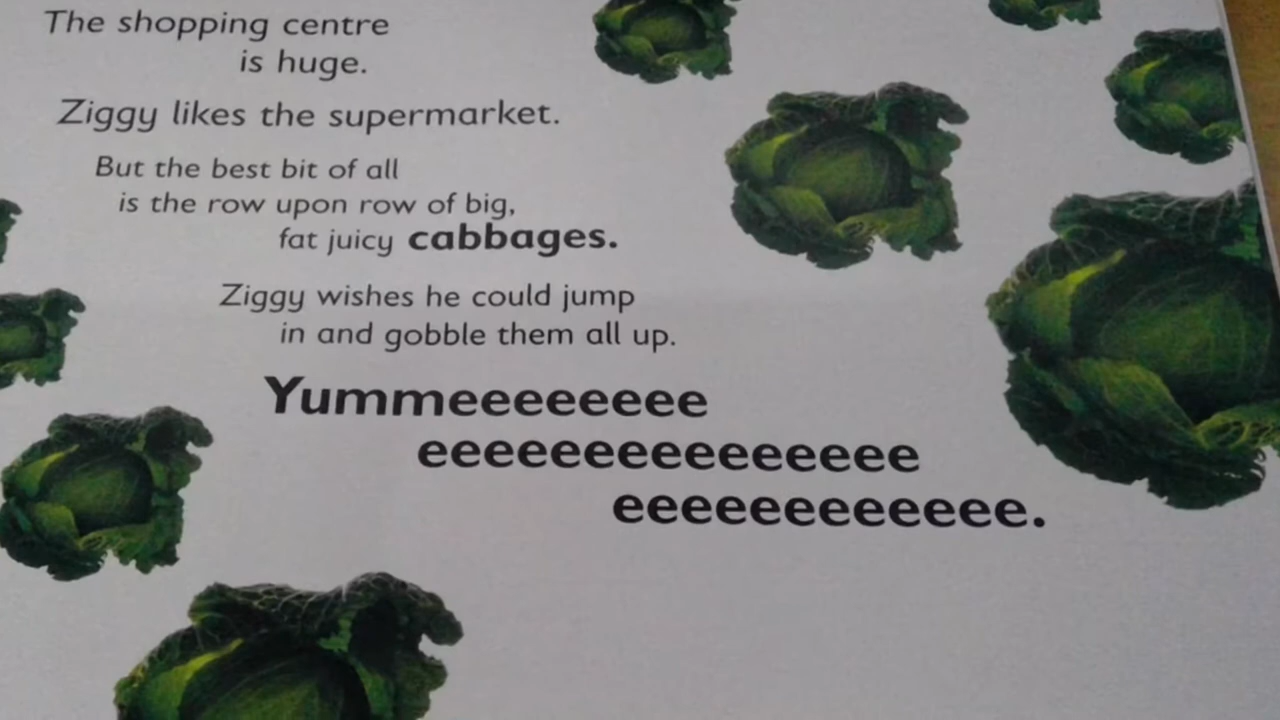 The shopping centre
is huge.
Ziggy likes the supermarket.
But the best bit of all
is the row upon row of big,
fat juicy cabbages.
Ziggy wishes he could jump
in and gobble them all up.
Yummeeeeeeee
eeeeeeeeeeeeeee
eeeeeeeeeeee.